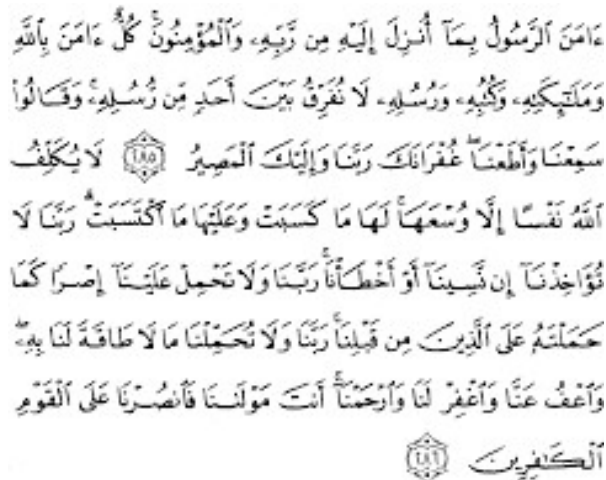 ءَامَنَ ٱلرَّسُولُ بِمَآ أُنزِلَ إِلَيْهِ مِن رَّبِّهِۦ وَٱلْمُؤْمِنُونَ ۚ كُلٌّ ءَامَنَ بِٱللَّهِ
وَمَلَـٰٓئِكَتِهِۦ وَكُتُبِهِۦ وَرُسُلِهِۦ لَا نُفَرِّقُ بَيْنَ أَحَدٍ مِّن رُّسُلِهِۦ ۚ وَقَالُوا۟
سَمِعْنَا وَأَطَعْنَا ۖ غُفْرَانَكَ رَبَّنَا وَإِلَيْكَ ٱلْمَصِيرُ ٢٨٥ لَا يُكَلِّفُ
ٱللَّهُ نَفْسًا إِلَّا وُسْعَهَا ۚ لَهَا مَا كَسَبَتْ وَعَلَيْهَا مَا ٱكْتَسَبَتْ ۗ رَبَّنَا لَا
تُؤَاخِذْنَآ إِن نَّسِينَآ أَوْ أَخْطَأْنَا ۚ رَبَّنَا وَلَا تَحْمِلْ عَلَيْنَآ إِصْرًا كَمَا
حَمَلْتَهُۥ عَلَى ٱلَّذِينَ مِن قَبْلِنَا ۚ رَبَّنَا وَلَا تُحَمِّلْنَا مَا لَا طَاقَةَ لَنَا بِهِۦ ۖ
وَٱعْفُ عَنَّا وَٱغْفِرْ لَنَا وَٱرْحَمْنَآ ۚ أَنتَ مَوْلَىٰنَا فَٱنصُرْنَا عَلَى ٱلْقَوْمِ
ٱلْكَـٰفِرِينَ ٢٨٦